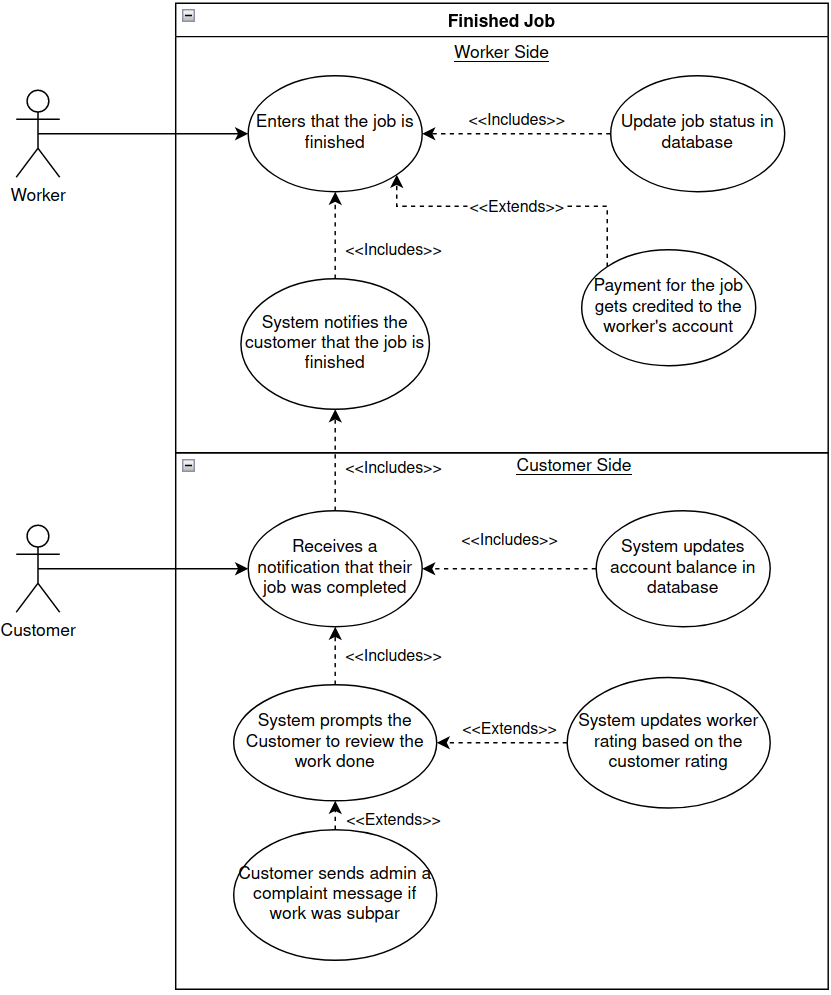 Finished Job
Worker Side
Enters that the job is
finished
<<Includes>>
Update job status in
database
Worker
<<Extends>>
<<Includes>>
Payment for the job
gets credited to the
worker's account
System notifies the
customer that the job is
finished
Customer Side
<<Includes>>
Receives a
notification that their
job was completed
<<Includes>>
System updates
account balance in
database
Customer
<<Includes>>
System prompts the
Customer to review the
work done
<<Extends>>
System updates worker
rating based on the
customer rating
<<Extends>>
Customer sends admin a
complaint message if
work was subpar